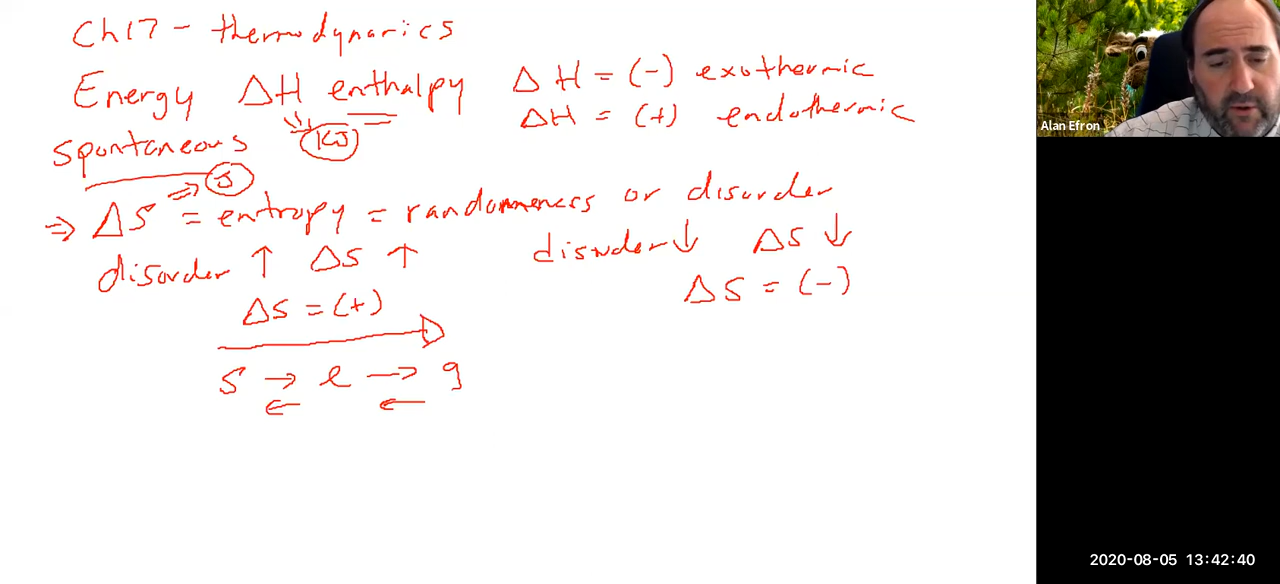 Ch17 - thermodynamics
Energy ΔH enthalpy ΔH = (-) exothermic
ΔH = (+) endothermic
KJ
spontaneous
J
⇒ ΔS = entropy = randomness or disorder
disorder ↑ ΔS ↑ disorder ↓ ΔS ↓
ΔS = (+) ΔS = (-)
s → l → g
← ←
Alan Efron
2020-08-05 13:42:40